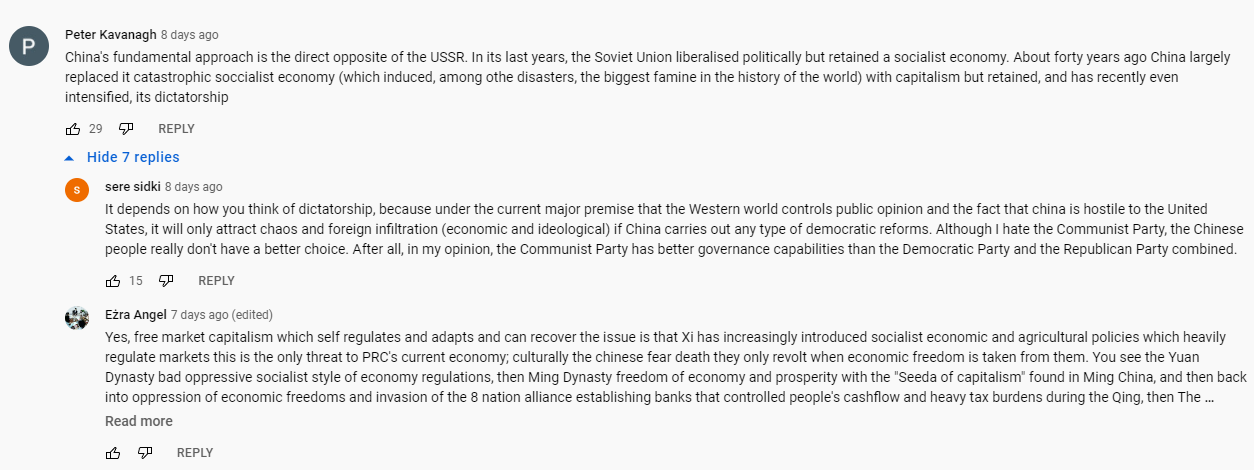 P
Peter Kavanagh 8 days ago
China's fundamental approach is the direct opposite of the USSR. In its last years, the Soviet Union liberalised politically but retained a socialist economy. About forty years ago China largely
replaced it catastrophic soccialist economy (which induced, among othe disasters, the biggest famine in the history of the world) with capitalism but retained, and has recently even
intensified, its dictatorship
29 REPLY
Hide 7 replies
s
sere sidki 8 days ago
It depends on how you think of dictatorship, because under the current major premise that the Western world controls public opinion and the fact that china is hostile to the United
States, it will only attract chaos and foreign infiltration (economic and ideological) if China carries out any type of democratic reforms. Although I hate the Communist Party, the Chinese
people really don't have a better choice. After all, in my opinion, the Communist Party has better governance capabilities than the Democratic Party and the Republican Party combined.
15 REPLY
Eżra Angel 7 days ago (edited)
Yes, free market capitalism which self regulates and adapts and can recover the issue is that Xi has increasingly introduced socialist economic and agricultural policies which heavily
regulate markets this is the only threat to PRC's current economy; culturally the chinese fear death they only revolt when economic freedom is taken from them. You see the Yuan
Dynasty bad oppressive socialist style of economy regulations, then Ming Dynasty freedom of economy and prosperity with the "Seeda of capitalism" found in Ming China, and then back
into oppression of economic freedoms and invasion of the 8 nation alliance establishing banks that controlled people's cashflow and heavy tax burdens during the Qing, then The ...
Read more
REPLY